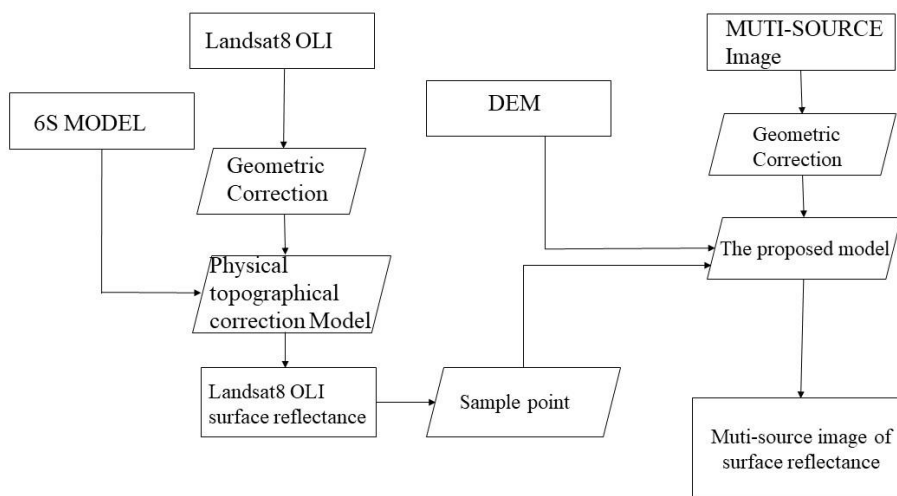 Landsat8 OLI
MUTI-SOURCE
Image
6S MODEL
DEM
Geometric
Correction
Geometric
Correction
Physical
topographical
correction Model
The proposed model
Landsat8 OLI
surface reflectance
Sample point
Muti-source image of
surface reflectance